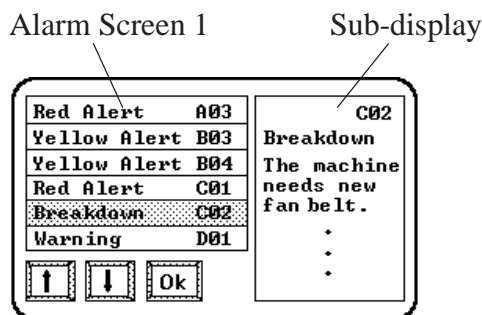 Alarm Screen 1
Sub-display
Red Alert A03
Yellow Alert B03
Yellow Alert B04
Red Alert C01
Breakdown C02
Warning D01
Ok
C02
Breakdown
The machine
needs new
fan belt.